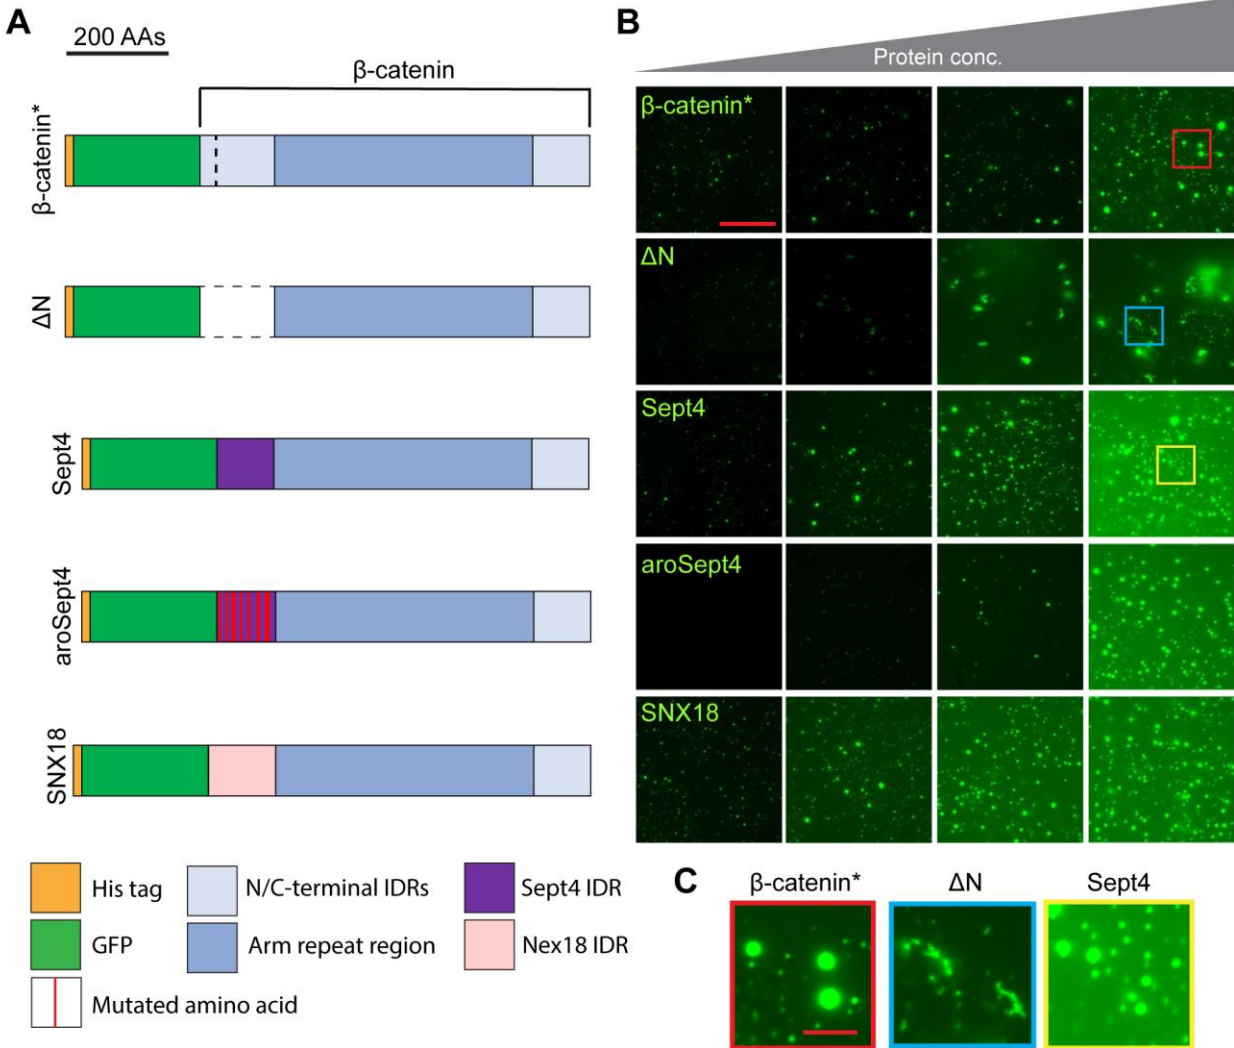 A
200 AAs
β-catenin
β-catenin*
ΔN
Sept4
aroSept4
SNX18
His tag
N/C-terminal IDRs
Sept4 IDR
GFP
Arm repeat region
Nex18 IDR
Mutated amino acid
B
Protein conc.
β-catenin*
ΔN
Sept4
aroSept4
SNX18
C
β-catenin*
ΔN
Sept4